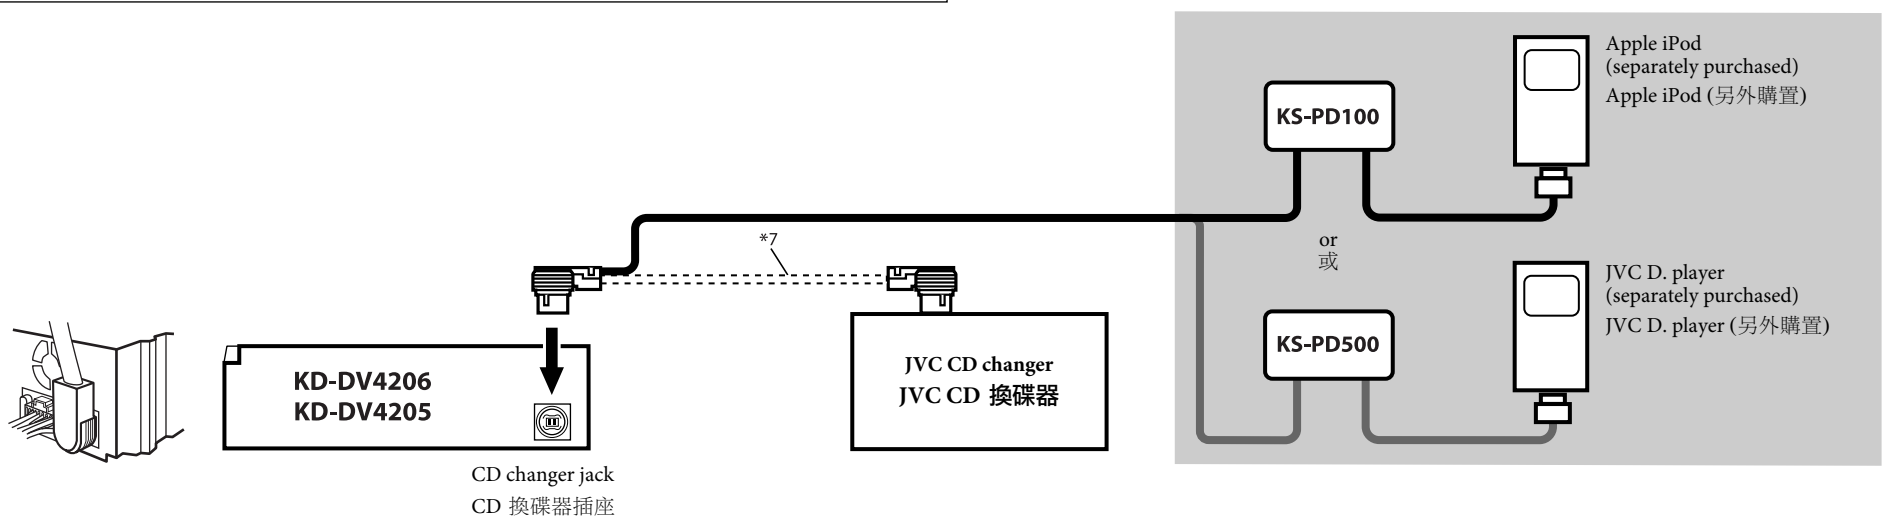 Apple iPod
(separately purchased)
Apple iPod (另外購置)
KS-PD100
*7
or
或
JVC D. player
(separately purchased)
JVC D. player (另外購置)
KS-PD500
KD-DV4206
KD-DV4205
JVC CD changer
JVC CD 換碟器
CD changer jack
CD 換碟器插座